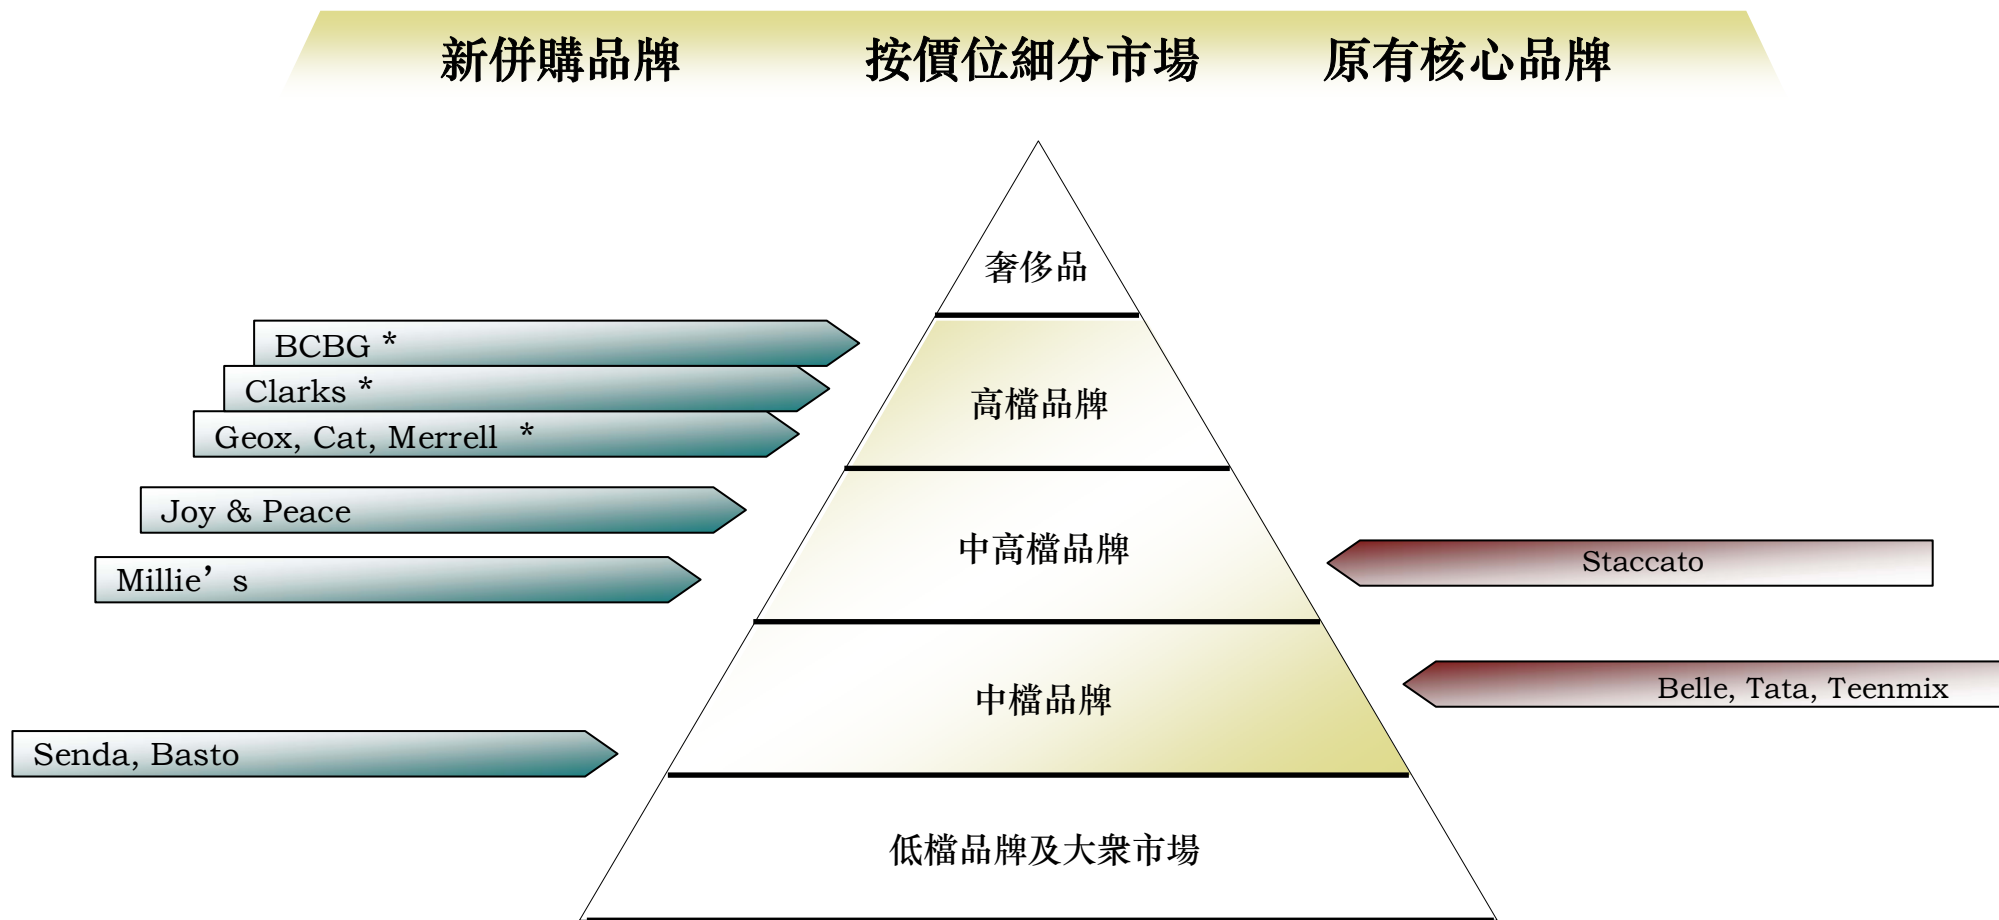 新併購品牌 按價位細分市場 原有核心品牌
奢侈品
BCBG *
Clarks *
高檔品牌
Geox, Cat, Merrell *
Joy & Peace
中高檔品牌
Staccato
Millie’ s
Belle, Tata, Teenmix
中檔品牌
Senda, Basto
低檔品牌及大衆市場